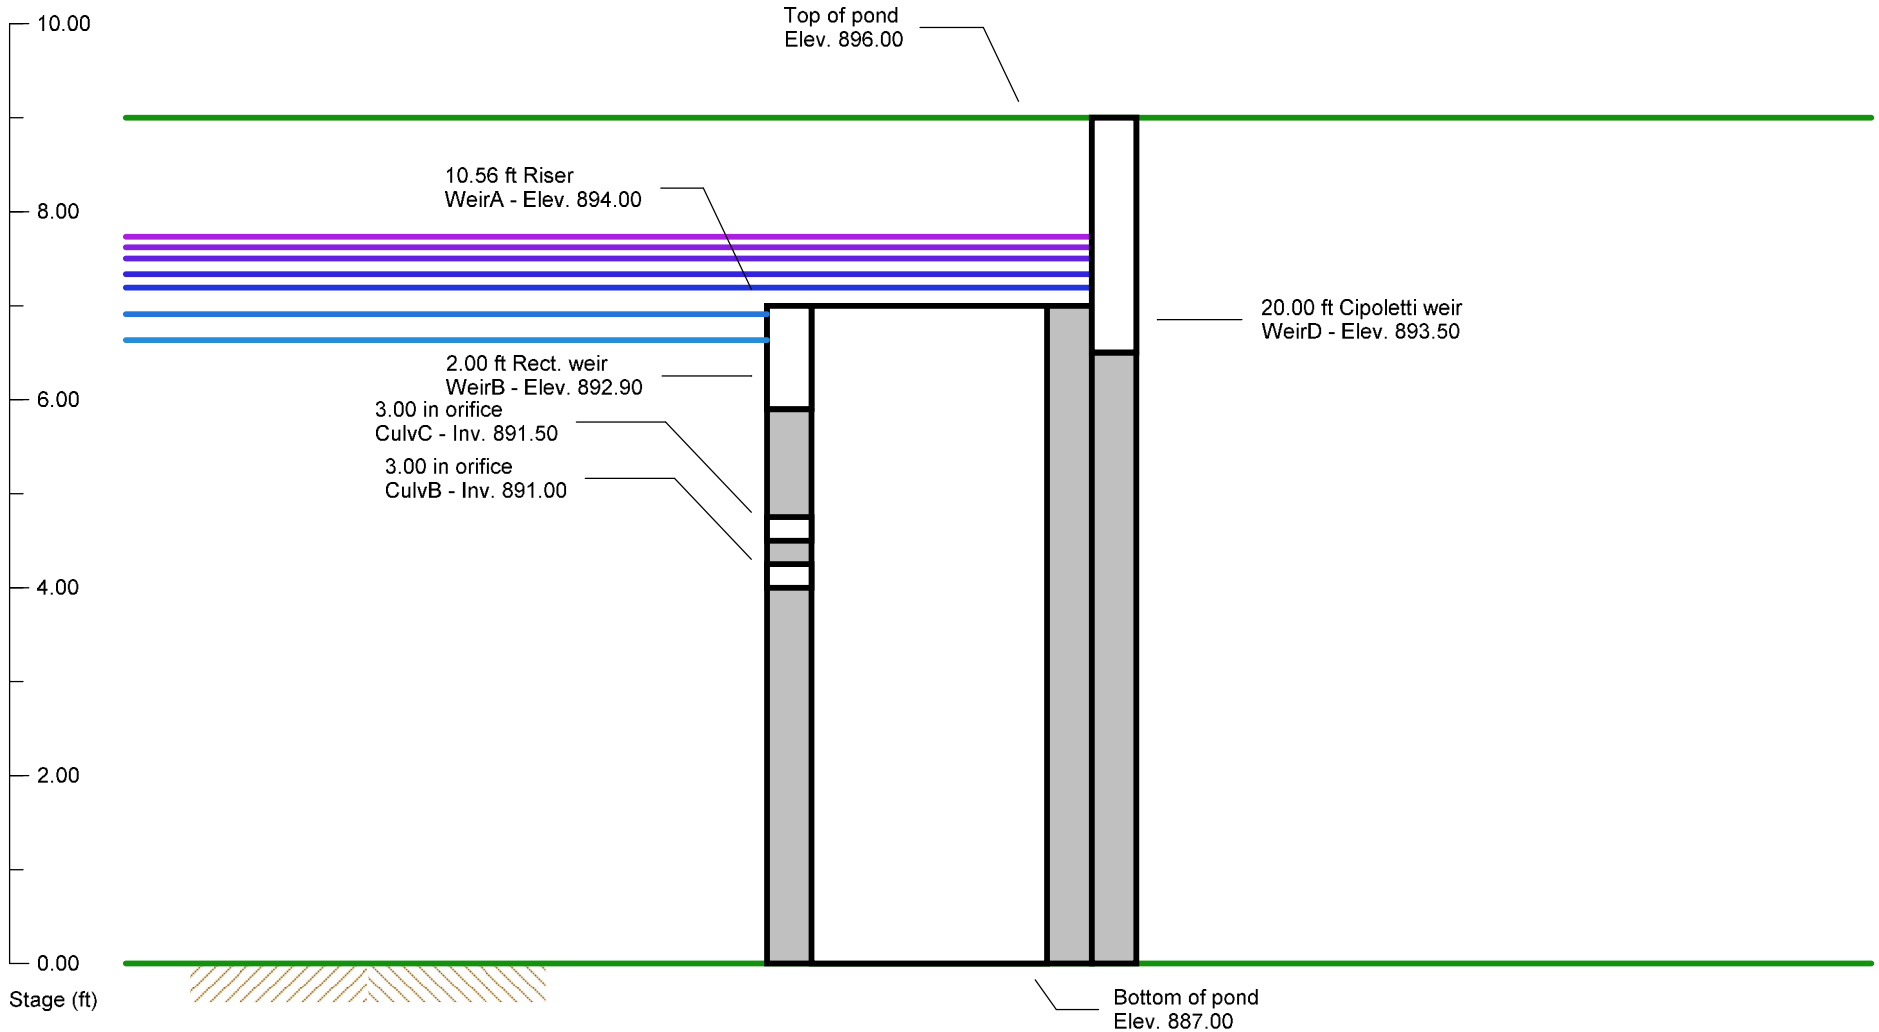 10.00
Top of pond
Elev. 896.00
10.56 ft Riser
WeirA - Elev. 894.00
8.00
20.00 ft Cipoletti weir
WeirD - Elev. 893.50
2.00 ft Rect. weir
WeirB - Elev. 892.90
6.00
3.00 in orifice
CulvC - Inv. 891.50
3.00 in orifice
CulvB - Inv. 891.00
4.00
2.00
0.00
Stage (ft)
Bottom of pond
Elev. 887.00